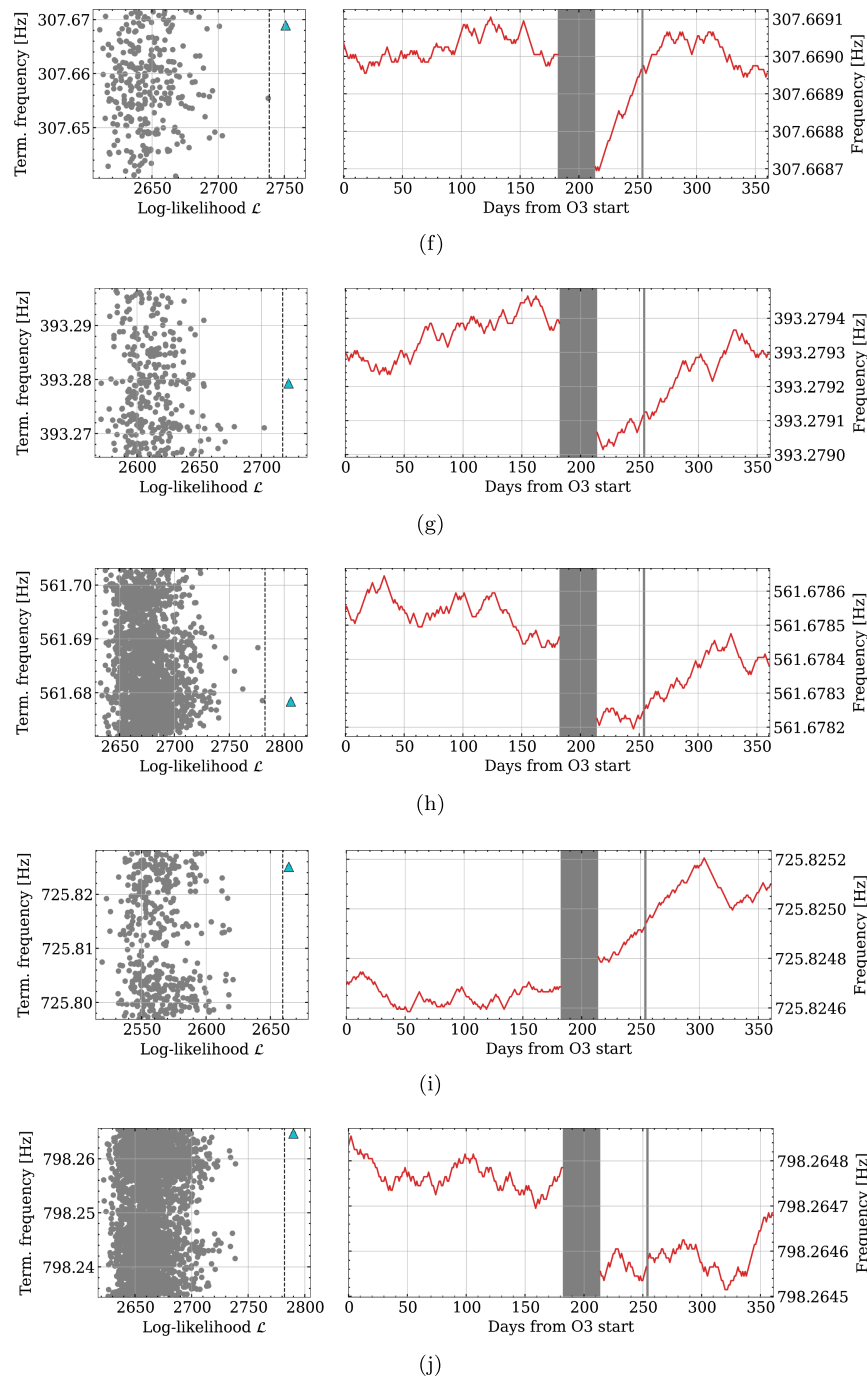 Term. frequency [Hz]
307.67
307.66
307.65
2650 2700 2750
Log-likelihood ℒ
307.6691
307.6690
307.6689
307.6688
307.6687
Frequency [Hz]
0 50 100 150 200 250 300 350
Days from O3 start
(f)
Term. frequency [Hz]
393.29
393.28
393.27
2600 2650 2700
Log-likelihood ℒ
393.2794
393.2793
393.2792
393.2791
393.2790
Frequency [Hz]
0 50 100 150 200 250 300 350
Days from O3 start
(g)
Term. frequency [Hz]
561.70
561.69
561.68
2650 2700 2750 2800
Log-likelihood ℒ
561.6786
561.6785
561.6784
561.6783
561.6782
Frequency [Hz]
0 50 100 150 200 250 300 350
Days from O3 start
(h)
Term. frequency [Hz]
725.82
725.81
725.80
2550 2600 2650
Log-likelihood ℒ
725.8252
725.8250
725.8248
725.8246
Frequency [Hz]
0 50 100 150 200 250 300 350
Days from O3 start
(i)
Term. frequency [Hz]
798.26
798.25
798.24
2650 2700 2750 2800
Log-likelihood ℒ
798.2648
798.2647
798.2646
798.2645
Frequency [Hz]
0 50 100 150 200 250 300 350
Days from O3 start
(j)